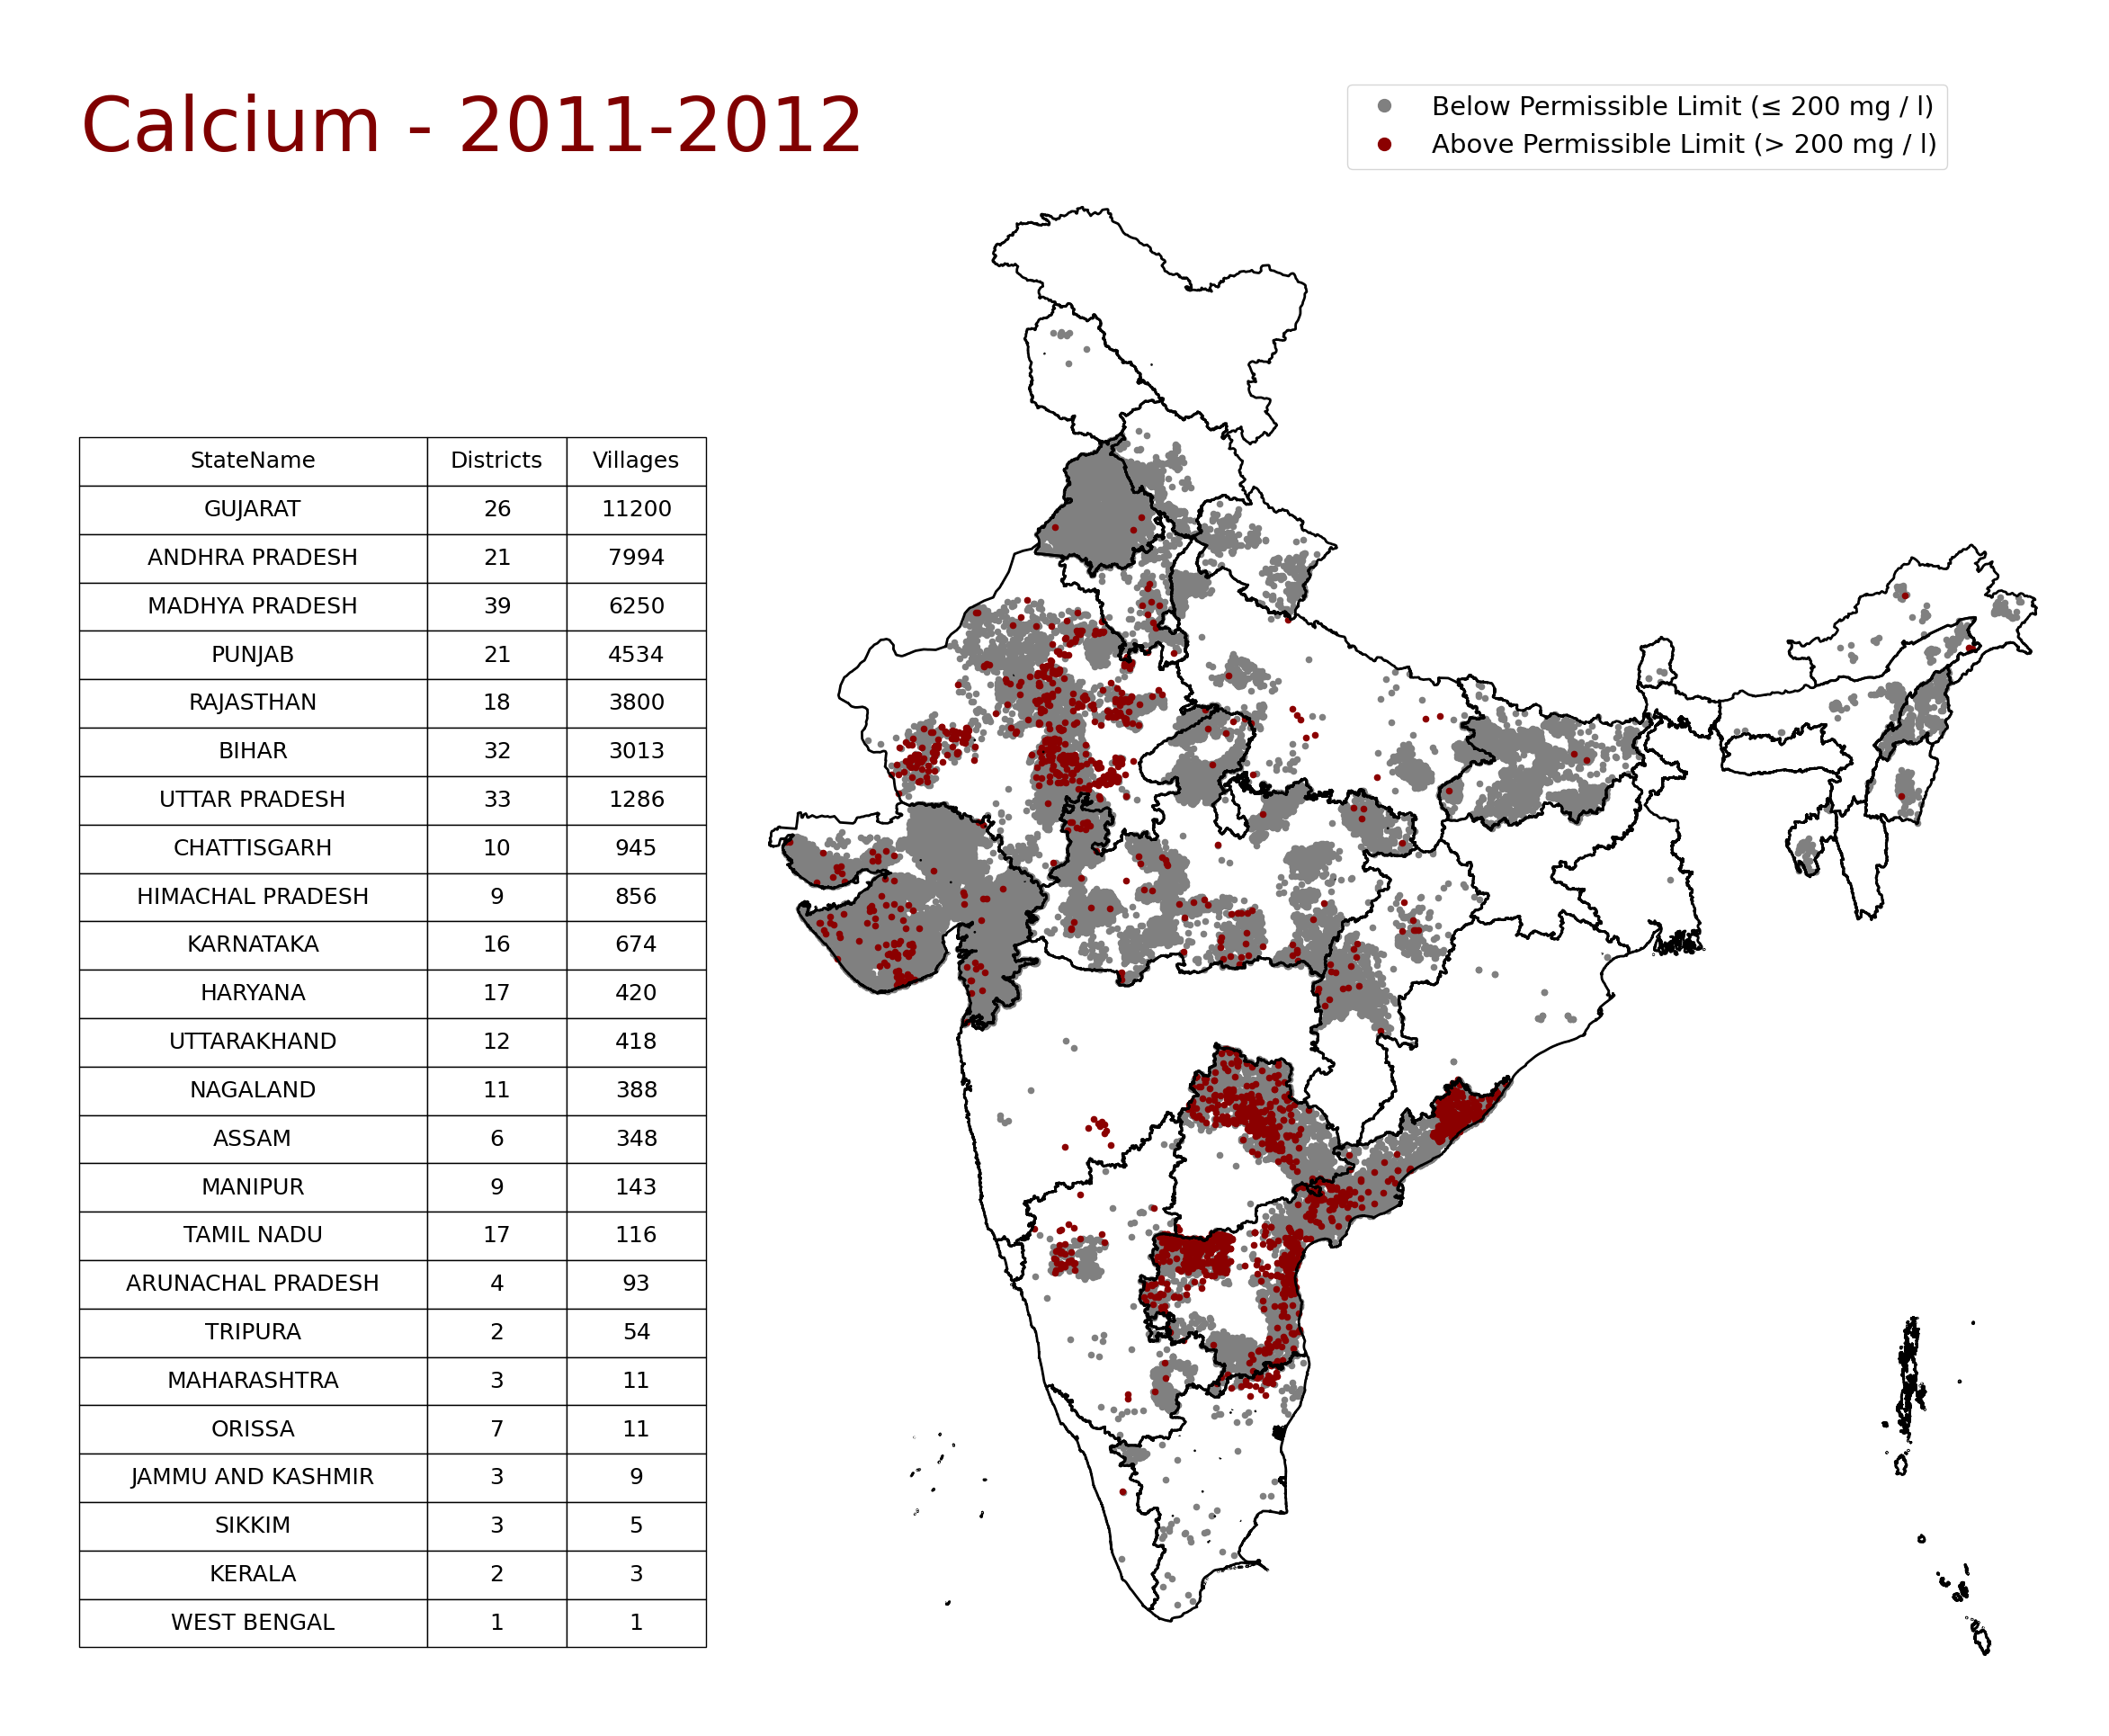 Calcium - 2011-2012
Below Permissible Limit (≤ 200 mg / l)
Above Permissible Limit (> 200 mg / l)
StateName Districts Villages
GUJARAT 26 11200
ANDHRA PRADESH 21 7994
MADHYA PRADESH 39 6250
PUNJAB 21 4534
RAJASTHAN 18 3800
BIHAR 32 3013
UTTAR PRADESH 33 1286
CHATTISGARH 10 945
HIMACHAL PRADESH 9 856
KARNATAKA 16 674
HARYANA 17 420
UTTARAKHAND 12 418
NAGALAND 11 388
ASSAM 6 348
MANIPUR 9 143
TAMIL NADU 17 116
ARUNACHAL PRADESH 4 93
TRIPURA 2 54
MAHARASHTRA 3 11
ORISSA 7 11
JAMMU AND KASHMIR 3 9
SIKKIM 3 5
KERALA 2 3
WEST BENGAL 1 1